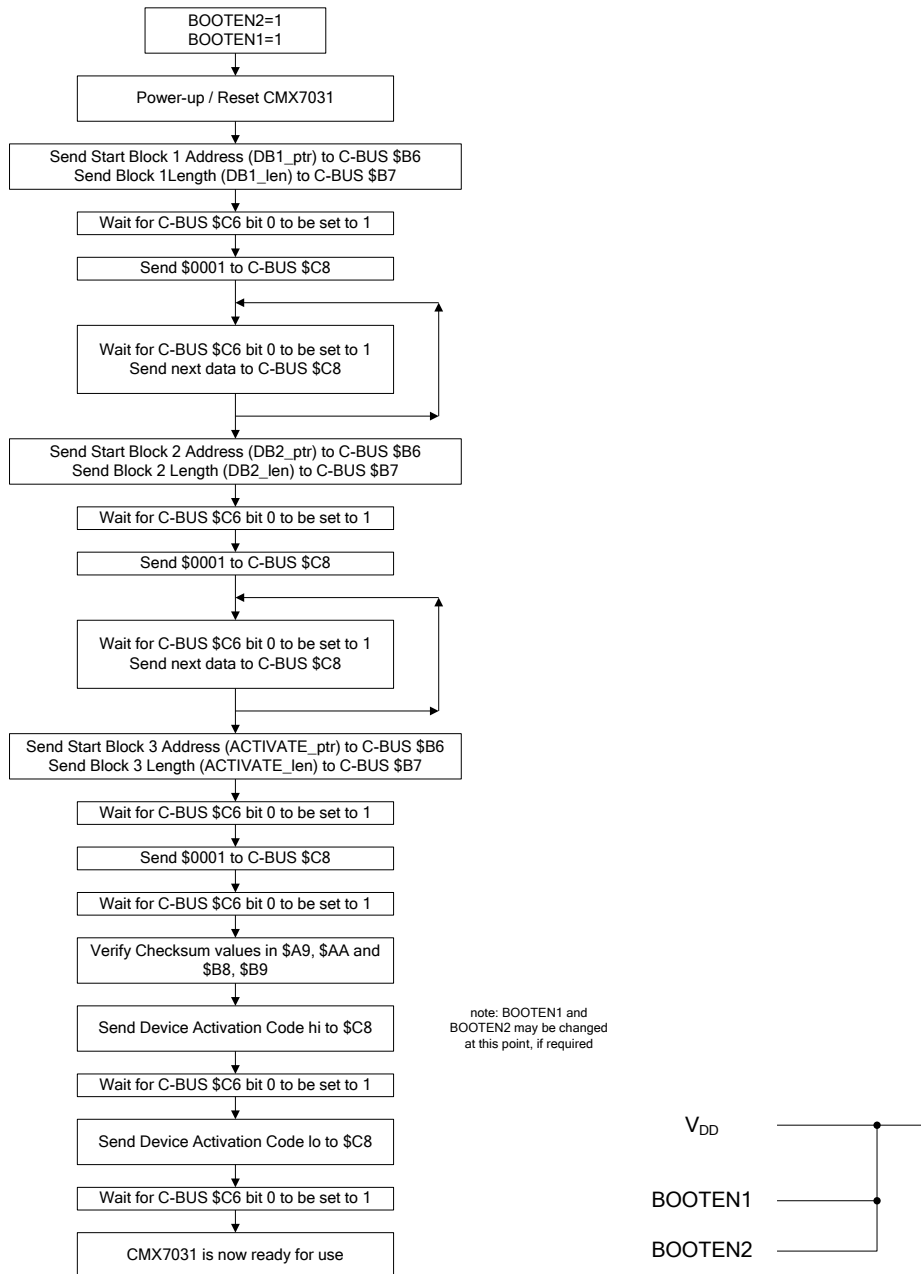 BOOTEN2=1
BOOTEN1=1
Power-up / Reset CMX7031
Send Start Block 1 Address (DB1_ptr) to C-BUS $B6
Send Block 1Length (DB1_len) to C-BUS $B7
Wait for C-BUS $C6 bit 0 to be set to 1
Send $0001 to C-BUS $C8
Wait for C-BUS $C6 bit 0 to be set to 1
Send next data to C-BUS $C8
Send Start Block 2 Address (DB2_ptr) to C-BUS $B6
Send Block 2 Length (DB2_len) to C-BUS $B7
Wait for C-BUS $C6 bit 0 to be set to 1
Send $0001 to C-BUS $C8
Wait for C-BUS $C6 bit 0 to be set to 1
Send next data to C-BUS $C8
Send Start Block 3 Address (ACTIVATE_ptr) to C-BUS $B6
Send Block 3 Length (ACTIVATE_len) to C-BUS $B7
Wait for C-BUS $C6 bit 0 to be set to 1
Send $0001 to C-BUS $C8
Wait for C-BUS $C6 bit 0 to be set to 1
Verify Checksum values in $A9, $AA and
$B8, $B9
Send Device Activation Code hi to $C8
note: BOOTEN1 and
BOOTEN2 may be changed
at this point, if required
Wait for C-BUS $C6 bit 0 to be set to 1
Send Device Activation Code lo to $C8
Wait for C-BUS $C6 bit 0 to be set to 1
CMX7031 is now ready for use
VDD
BOOTEN1
BOOTEN2